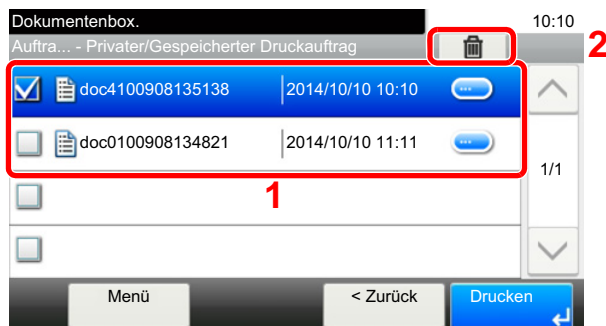 Dokumentenbox. 10:10
Auftra... - Privater/Gespeicherter Druckauftrag 2
doc4100908135138 2014/10/10 10:10
doc0100908134821 2014/10/10 11:11
1/1
1
Menü < Zurück Drucken